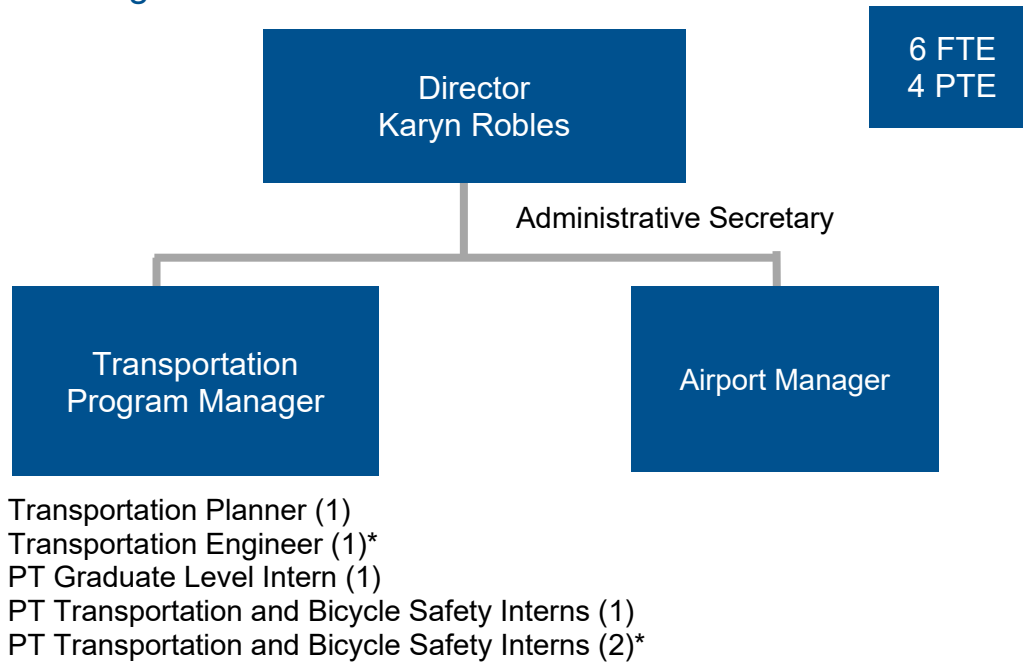 6 FTE
4 PTE
Director
Karyn Robles
Administrative Secretary
Transportation
Program Manager
Airport Manager
Transportation Planner (1)
Transportation Engineer (1)*
PT Graduate Level Intern (1)
PT Transportation and Bicycle Safety Interns (1)
PT Transportation and Bicycle Safety Interns (2)*